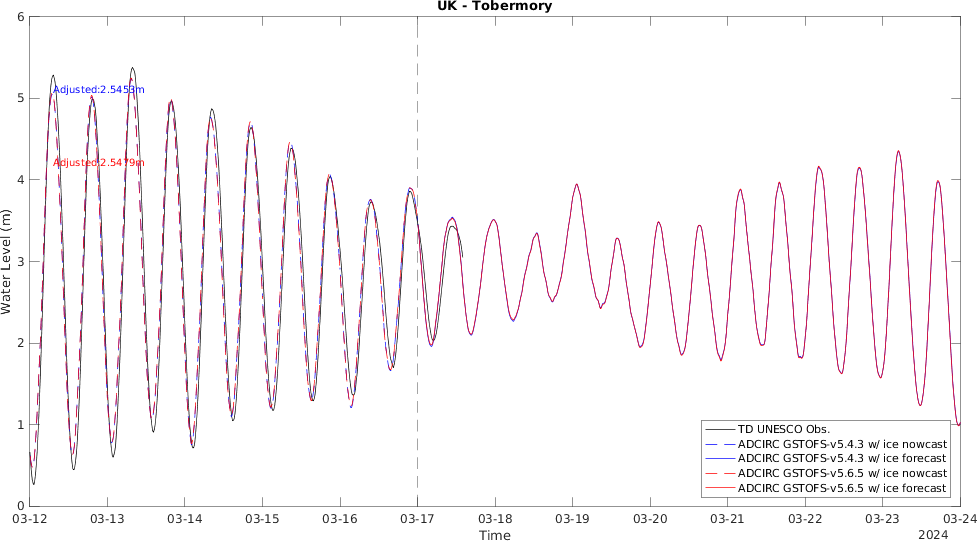 UK - Tobermory
6
5
4
3
2
1
0
Water Level (m)
Adjusted:2.5453m
Adjusted:2.5479m
TD UNESCO Obs.
ADCIRC GSTOFS-v5.4.3 w/ ice nowcast
ADCIRC GSTOFS-v5.4.3 w/ ice forecast
ADCIRC GSTOFS-v5.6.5 w/ ice nowcast
ADCIRC GSTOFS-v5.6.5 w/ ice forecast
03-12 03-13 03-14 03-15 03-16 03-17 03-18 03-19 03-20 03-21 03-22 03-23 03-24
Time
2024